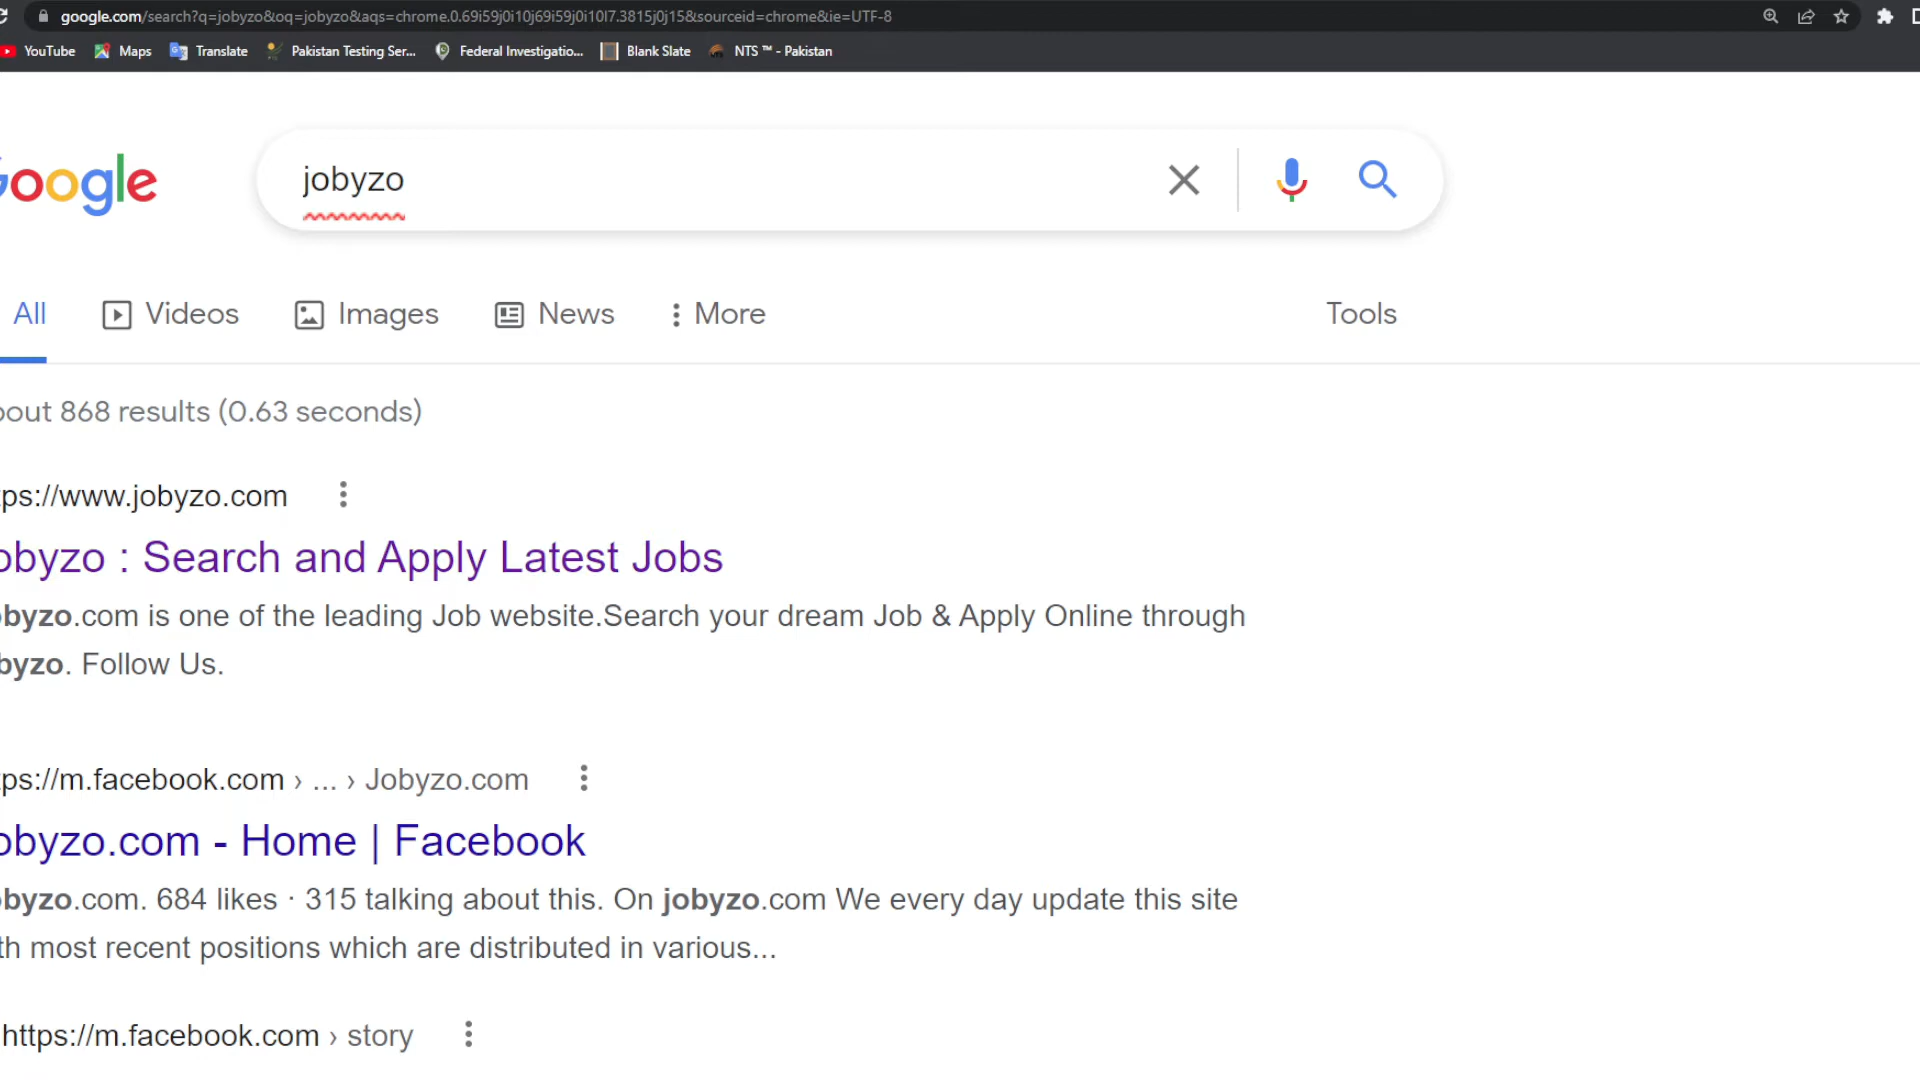 google.com/search?q=jobyzo&oq=jobyzo&aqs=chrome.0.69i59j0i10j69i59j0i10l7.3815j0j15&sourceid=chrome&ie=UTF-8
YouTube Maps Translate Pakistan Testing Ser... Federal Investigatio... Blank Slate NTS ™ - Pakistan
Google
jobyzo
All Videos Images News More Tools
bout 868 results (0.63 seconds)
ps://www.jobyzo.com
obyzo : Search and Apply Latest Jobs
obyzo.com is one of the leading Job website.Search your dream Job & Apply Online through
byzo. Follow Us.
ps://m.facebook.com › ... › Jobyzo.com
obyzo.com - Home | Facebook
obyzo.com. 684 likes · 315 talking about this. On jobyzo.com We every day update this site
th most recent positions which are distributed in various...
https://m.facebook.com › story